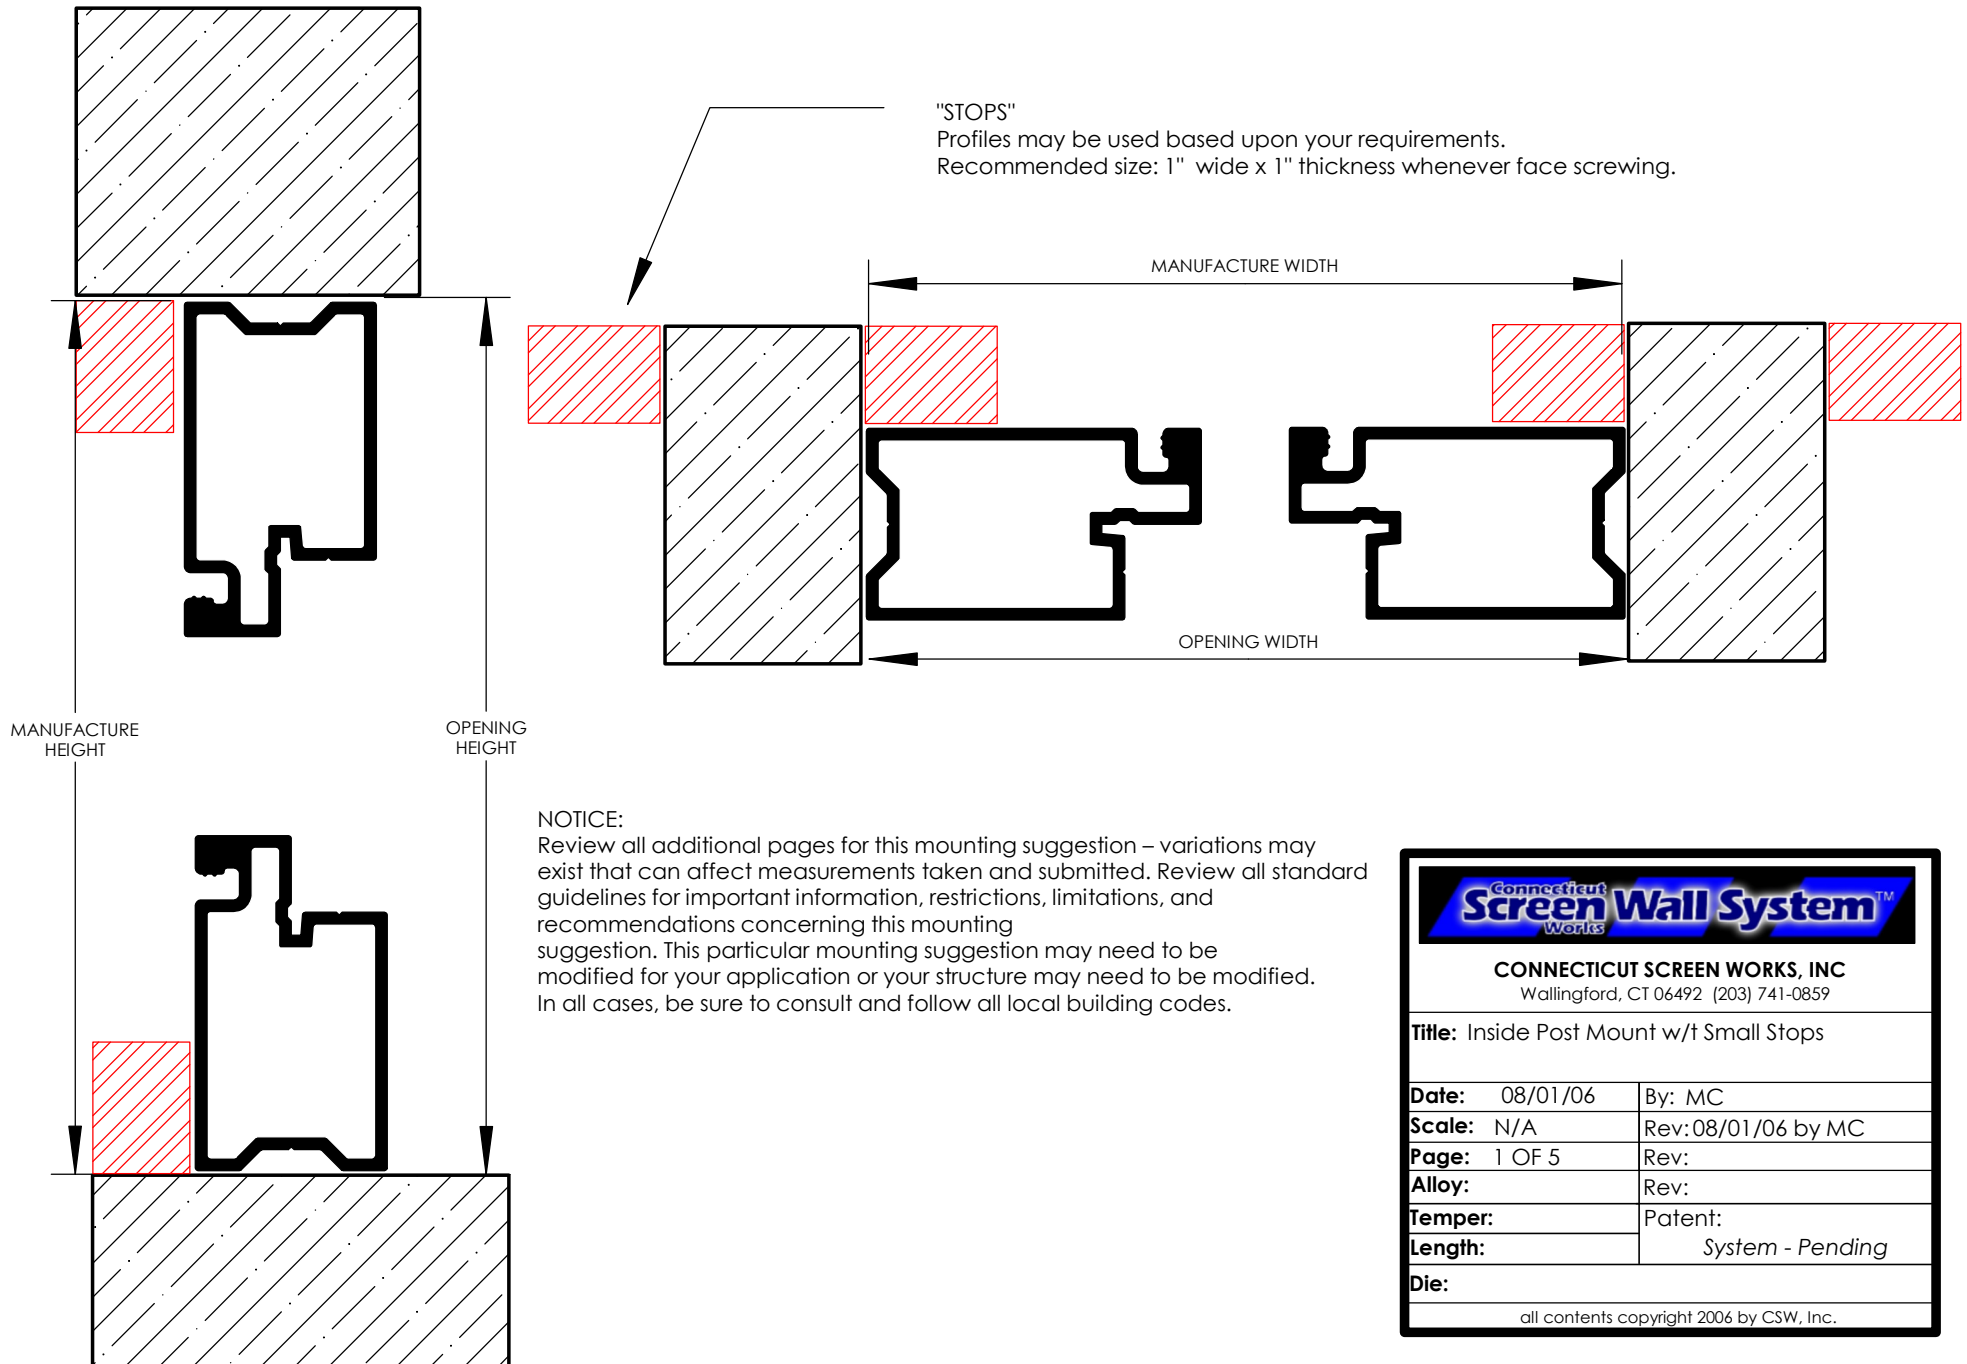 "STOPS"
Profiles may be used based upon your requirements.
Recommended size: 1" wide x 1" thickness whenever face screwing.
MANUFACTURE WIDTH
OPENING WIDTH
MANUFACTURE
HEIGHT
OPENING
HEIGHT
NOTICE:
Review all additional pages for this mounting suggestion – variations may
exist that can affect measurements taken and submitted. Review all standard
guidelines for important information, restrictions, limitations, and
recommendations concerning this mounting
suggestion. This particular mounting suggestion may need to be
modified for your application or your structure may need to be modified.
In all cases, be sure to consult and follow all local building codes.
Connecticut
Screen Wall System™
Works
CONNECTICUT SCREEN WORKS, INC
Wallingford, CT 06492 (203) 741-0859
Title: Inside Post Mount w/t Small Stops
Date: 08/01/06 By: MC
Scale: N/A Rev: 08/01/06 by MC
Page: 1 OF 5 Rev:
Alloy: Rev:
Temper: Patent:
Length: System - Pending
Die:
all contents copyright 2006 by CSW, Inc.